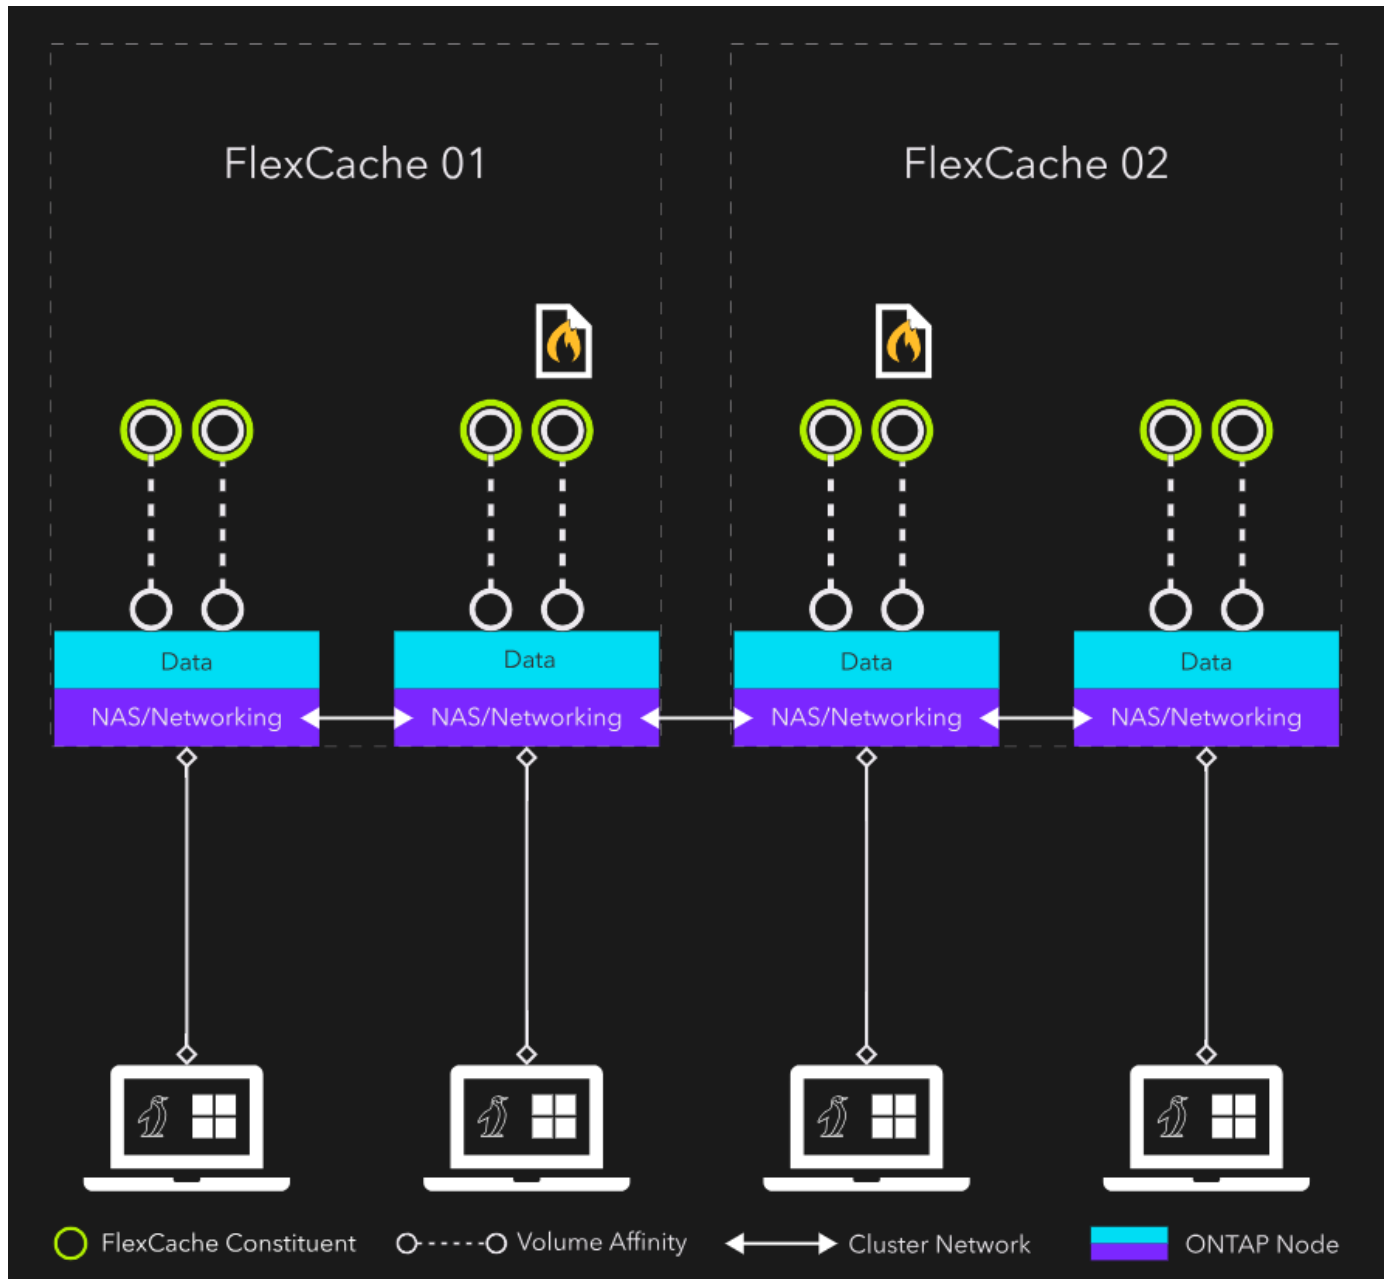 FlexCache 01
FlexCache 02
Data
Data
Data
Data
NAS/Networking
NAS/Networking
NAS/Networking
NAS/Networking
FlexCache Constituent
Volume Affinity
Cluster Network
ONTAP Node